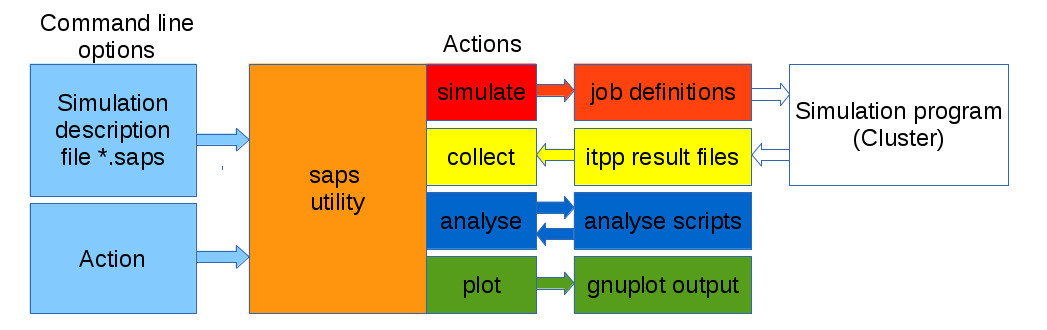 Command line
options
Simulation
description
file *.saps
Action
saps
utility
Actions
simulate
job definitions
collect
itpp result files
analyse
analyse scripts
plot
gnuplot output
Simulation program
(Cluster)